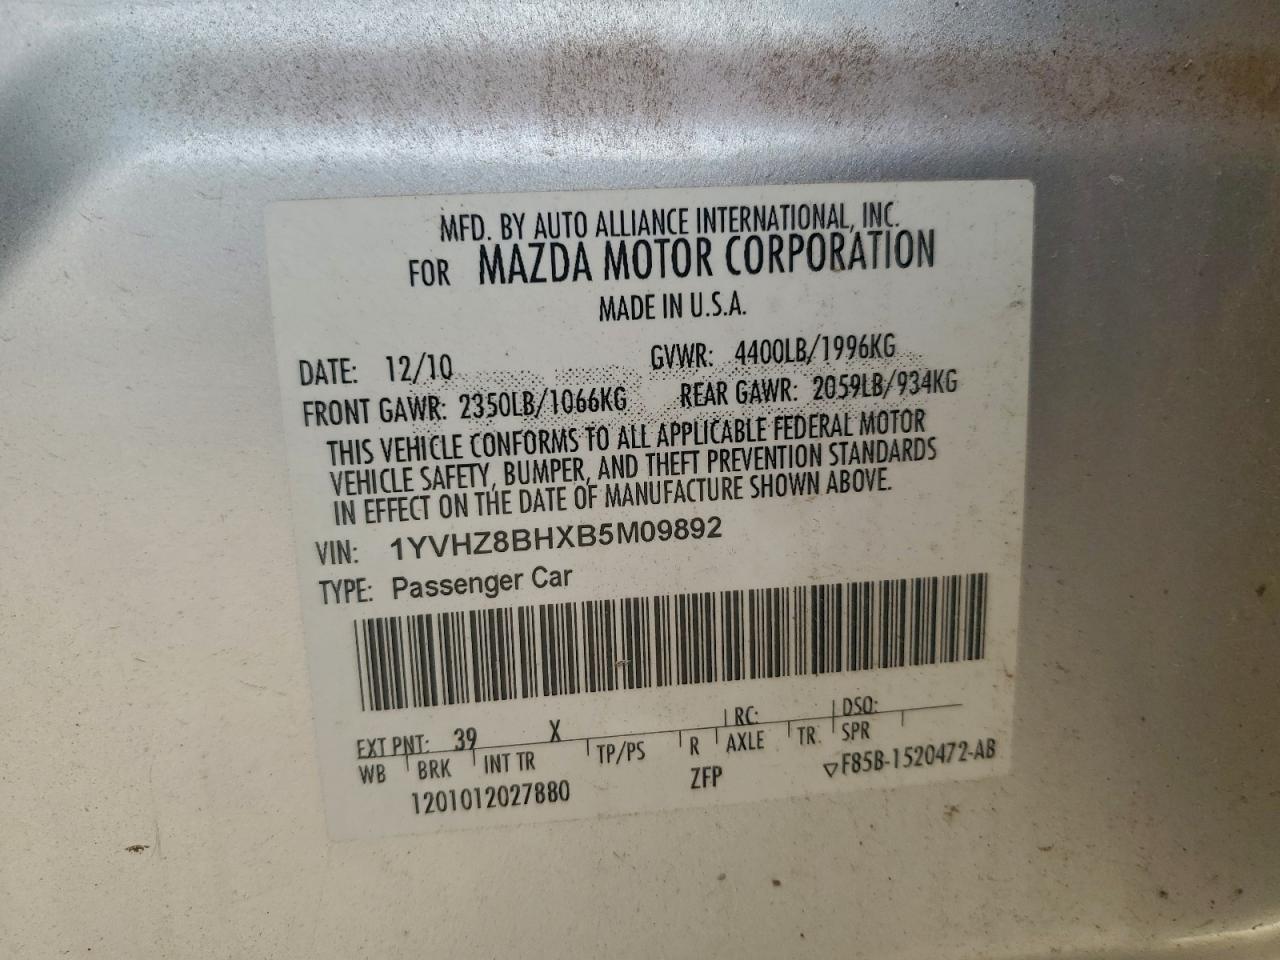 MFD. BY AUTO ALLIANCE INTERNATIONAL, INC.
FOR MAZDA MOTOR CORPORATION
MADE IN U.S.A.
DATE: 12/10 GVWR: 4400LB/1996KG
FRONT GAWR: 2350LB/1066KG REAR GAWR: 2059LB/934KG
THIS VEHICLE CONFORMS TO ALL APPLICABLE FEDERAL MOTOR
VEHICLE SAFETY, BUMPER, AND THEFT PREVENTION STANDARDS
IN EFFECT ON THE DATE OF MANUFACTURE SHOWN ABOVE.
VIN: 1YVHZ8BHXB5M09892
TYPE: Passenger Car
EXT PNT: 39 X RC: DSO:
WB BRK INT TR TP/PS R AXLE TR SPR
1201012027880 ZFP ▽F85B-1520472-AB